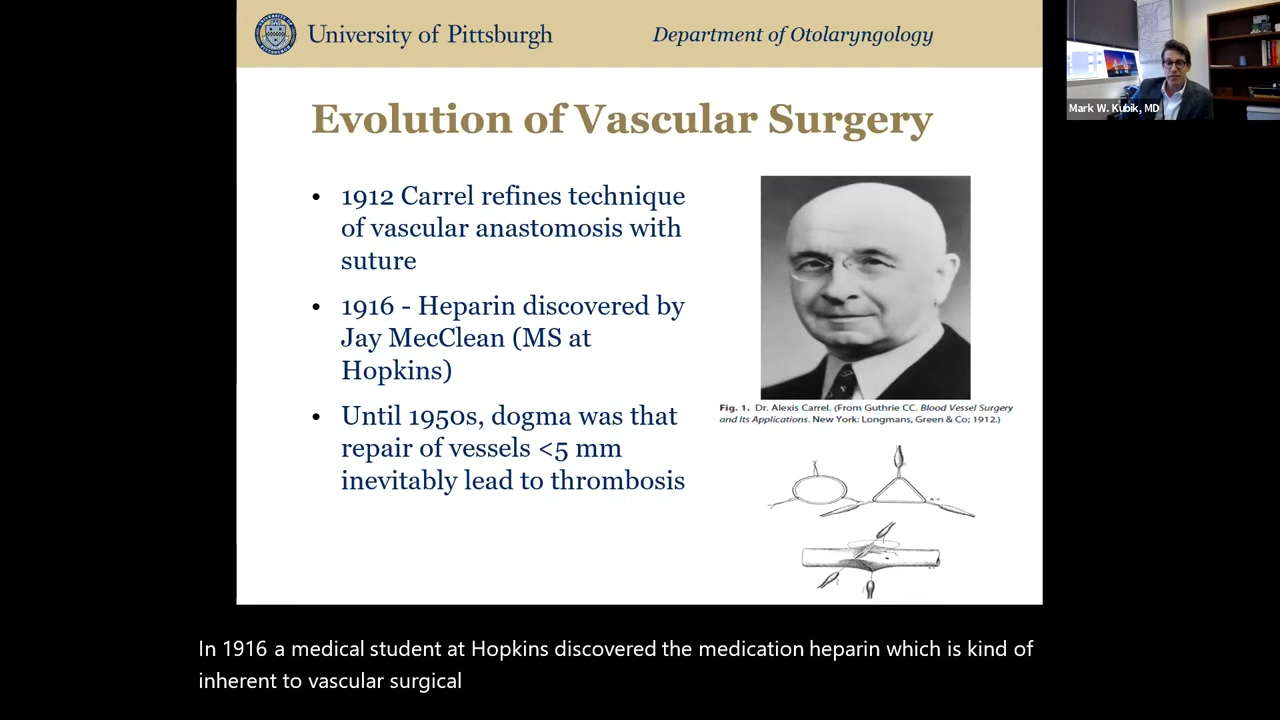 University of Pittsburgh
Department of Otolaryngology
Mark W. Kubik, MD
Evolution of Vascular Surgery
• 1912 Carrel refines technique
of vascular anastomosis with
suture
• 1916 - Heparin discovered by
Jay MecClean (MS at
Hopkins)
• Until 1950s, dogma was that
repair of vessels <5 mm
inevitably lead to thrombosis
Fig. 1. Dr. Alexis Carrel. (From Guthrie CC. Blood Vessel Surgery
and Its Applications. New York: Longmans, Green & Co; 1912.)
In 1916 a medical student at Hopkins discovered the medication heparin which is kind of
inherent to vascular surgical